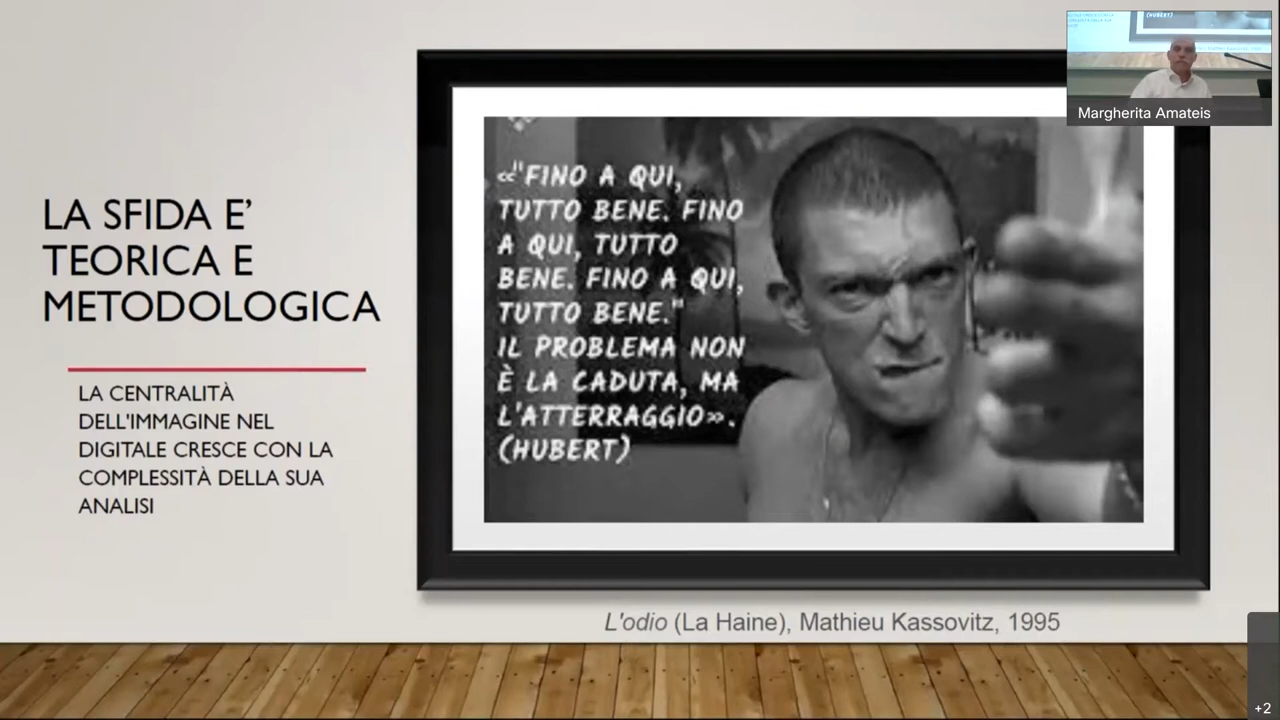 LA SFIDA E’
TEORICA E
METODOLOGICA
LA CENTRALITÀ
DELL'IMMAGINE NEL
DIGITALE CRESCE CON LA
COMPLESSITÀ DELLA SUA
ANALISI
«"FINO A QUI,
TUTTO BENE. FINO
A QUI, TUTTO
BENE. FINO A QUI,
TUTTO BENE."
IL PROBLEMA NON
È LA CADUTA, MA
L'ATTERRAGGIO».
(HUBERT)
L'odio (La Haine), Mathieu Kassovitz, 1995
(HUBERT)
Margherita Amateis
+2